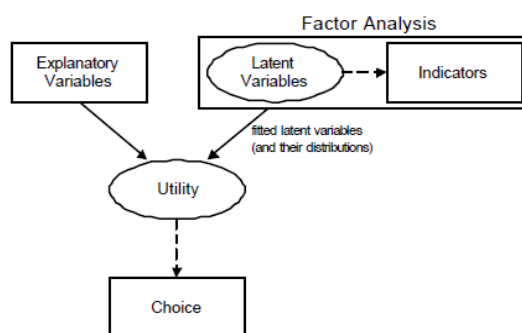 Factor Analysis
Explanatory
Variables
Latent
Variables
Indicators
fitted latent variables
(and their distributions)
Utility
Choice